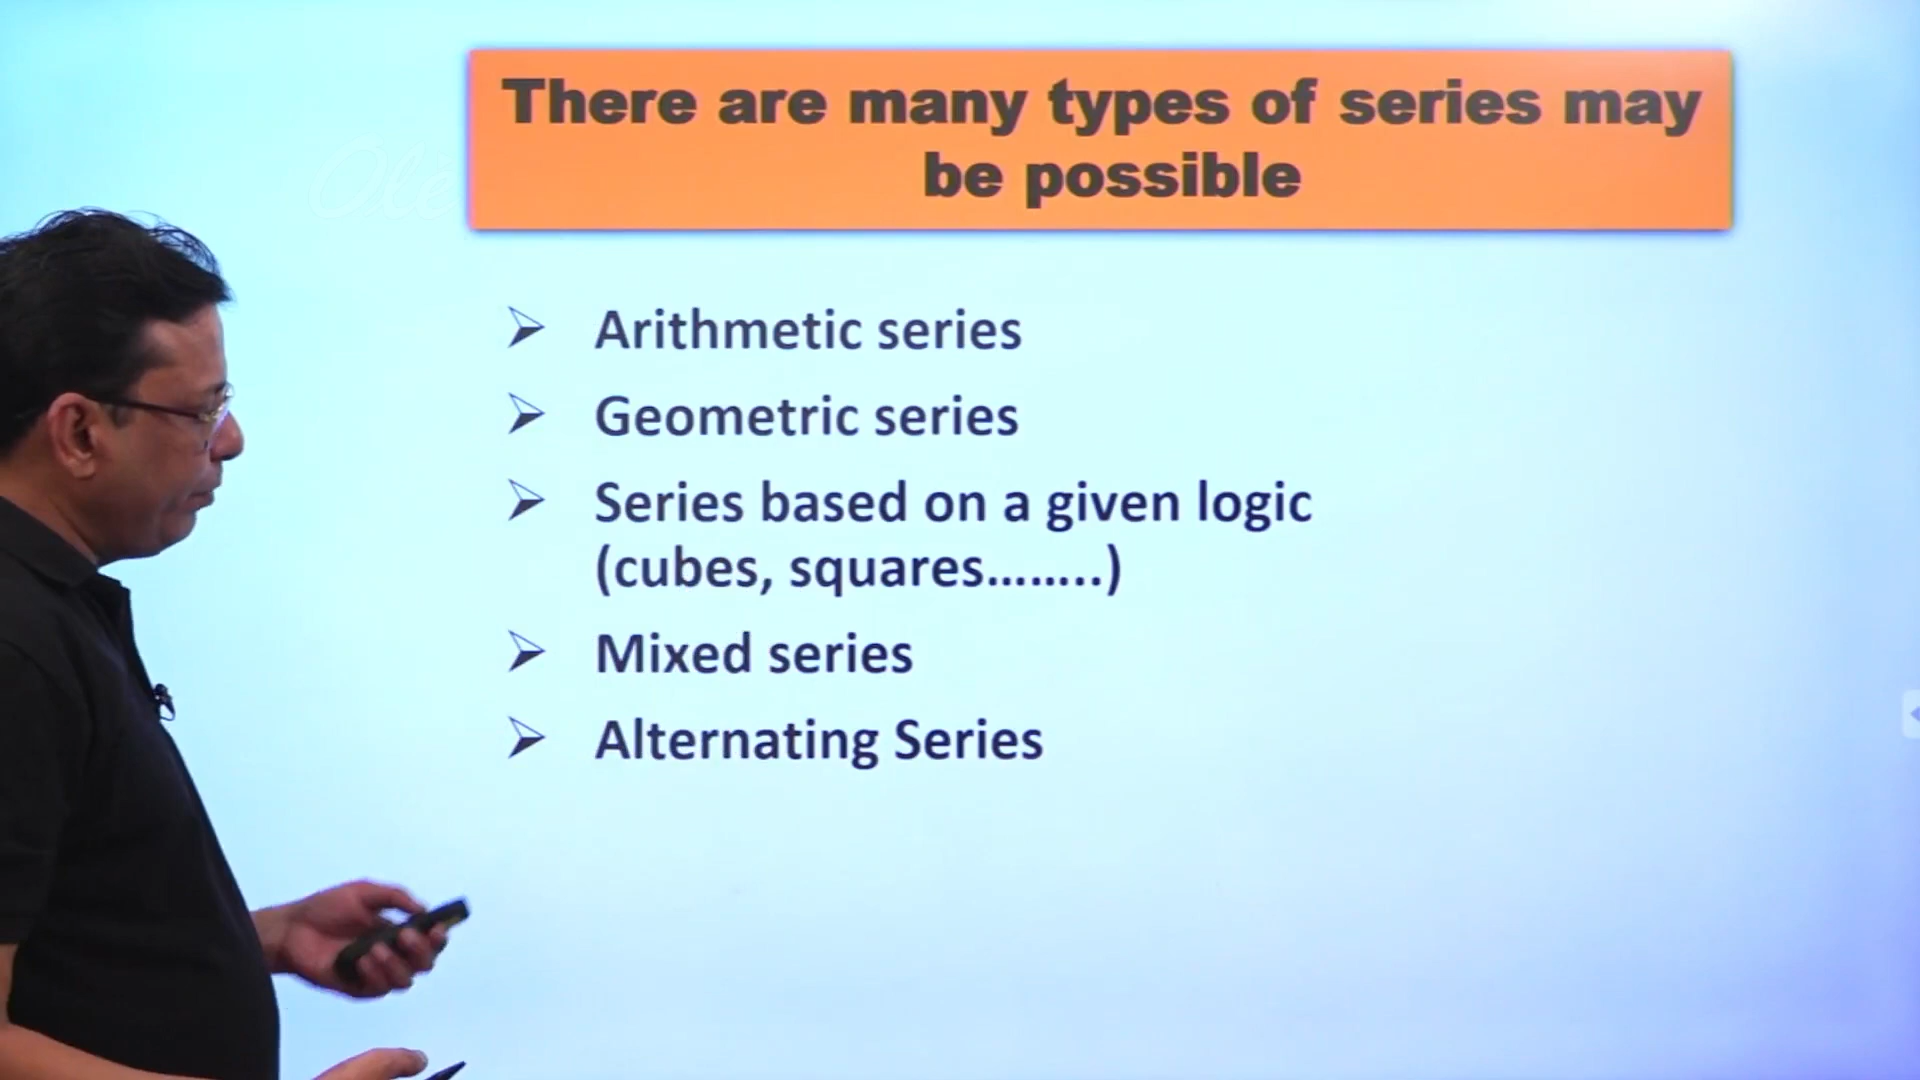 There are many types of series may
be possible
Arithmetic series
Geometric series
Series based on a given logic
(cubes, squares……..)
Mixed series
Alternating Series